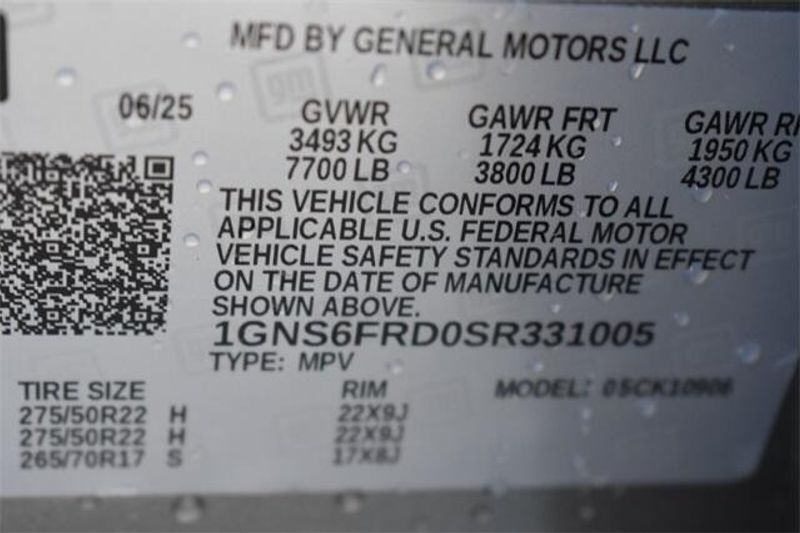 MFD BY GENERAL MOTORS LLC
06/25 GVWR GAWR FRT GAWR
3493 KG 1724 KG 1950 KG
7700 LB 3800 LB 4300 LB
THIS VEHICLE CONFORMS TO ALL
APPLICABLE U.S. FEDERAL MOTOR
VEHICLE SAFETY STANDARDS IN EFFECT
ON THE DATE OF MANUFACTURE
SHOWN ABOVE.
1GNS6FRD0SR331005
TYPE: MPV
TIRE SIZE RIM MODEL: 05CK10906
275/50R22 H 22X9J
275/50R22 H 22X9J
265/70R17 S 17X8J